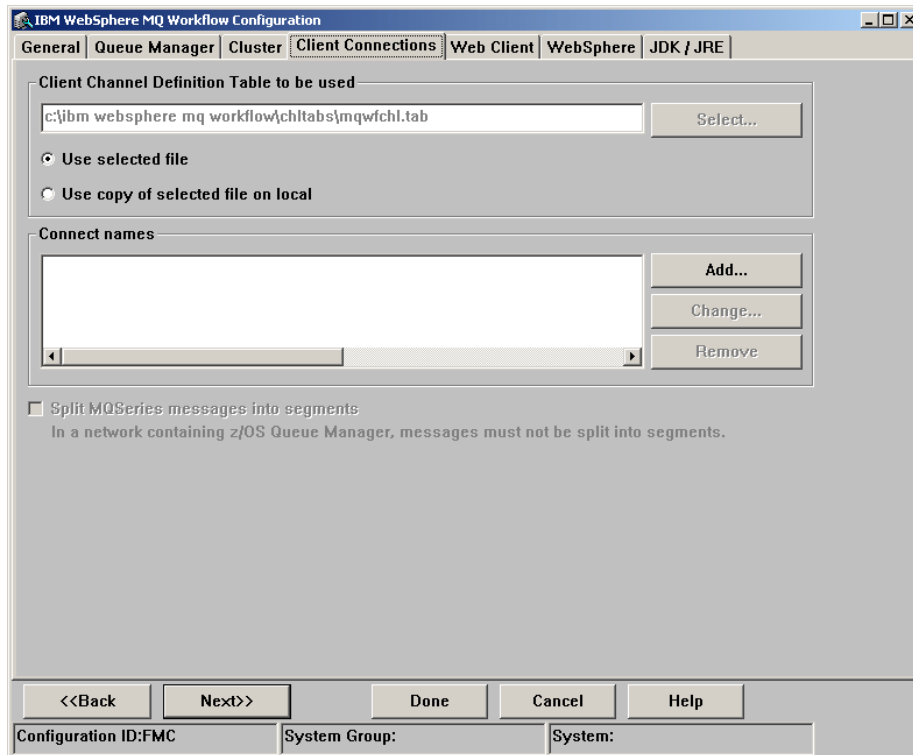 IBM WebSphere MQ Workflow Configuration
General Queue Manager Cluster Client Connections Web Client WebSphere JDK / JRE
Client Channel Definition Table to be used
c:\ibm websphere mq workflow\chltabs\mqwfchl.tab Select...
Use selected file
Use copy of selected file on local
Connect names
Add...
Change...
Remove
Split MQSeries messages into segments
In a network containing z/OS Queue Manager, messages must not be split into segments.
<<Back Next>> Done Cancel Help
Configuration ID:FMC System Group: System: